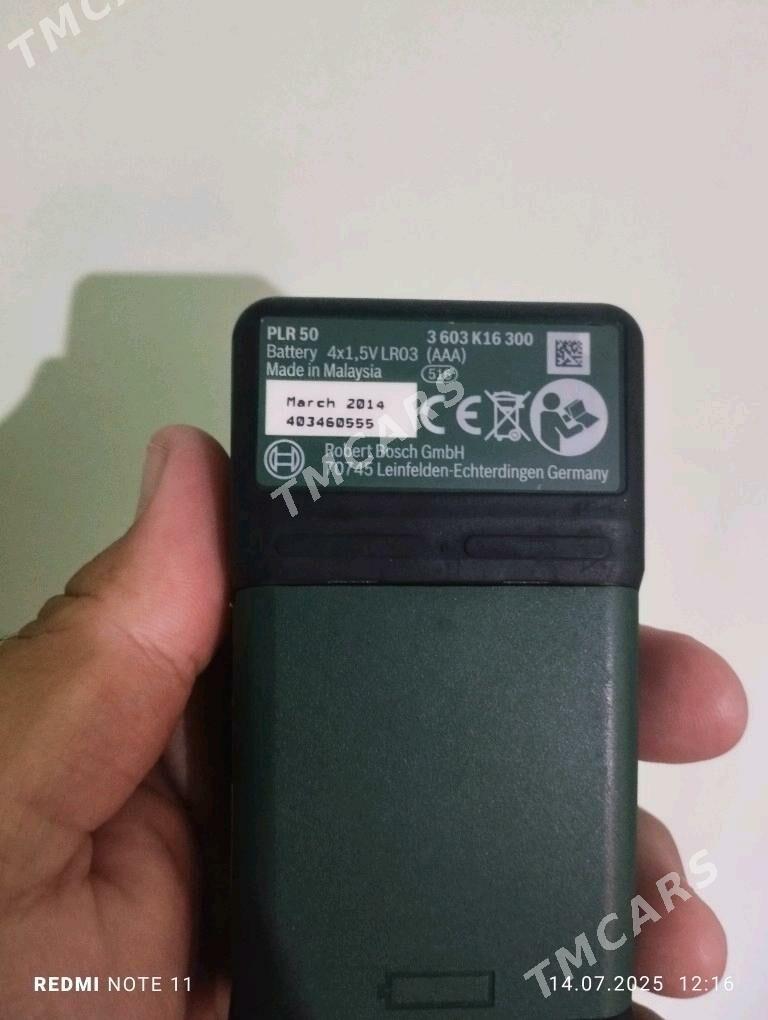 TMCARS
PLR 50
3 603 K16 300
Battery 4x1,5V LR03 (AAA)
Made in Malaysia
516
March 2014
403460555
CE
Robert Bosch GmbH
70745 Leinfelden-Echterdingen Germany
TMCARS
TMCARS
REDMI NOTE 11
14.07.2025 12:16